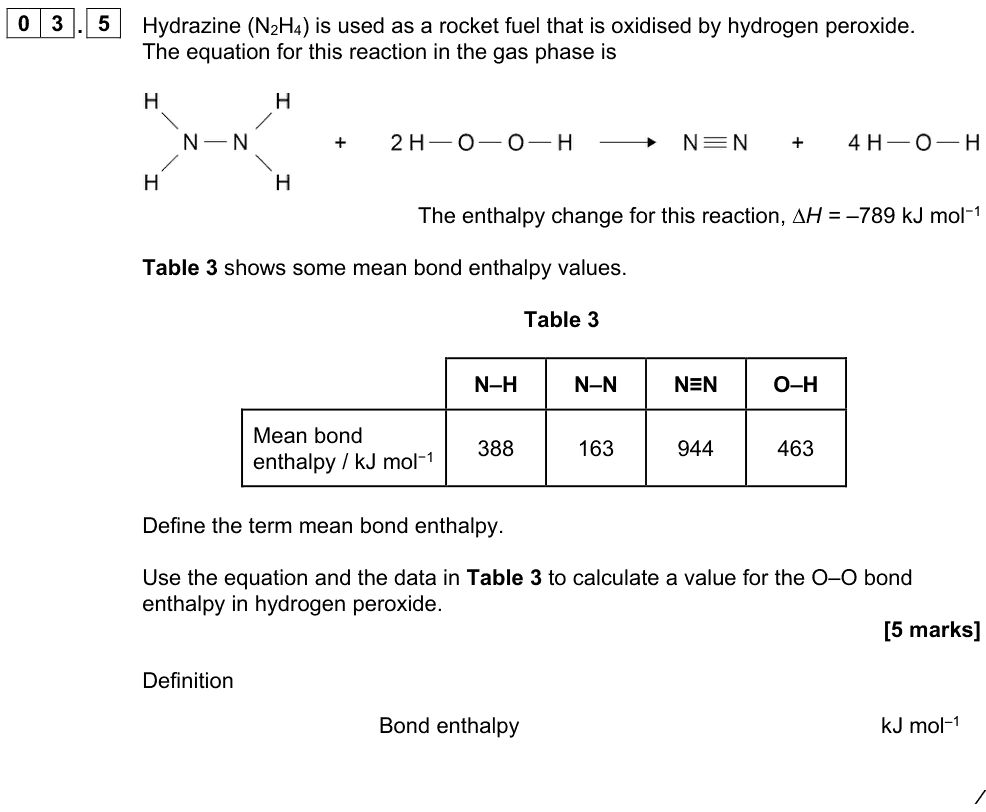 0 3 . 5 Hydrazine (N₂H₄) is used as a rocket fuel that is oxidised by hydrogen peroxide.
The equation for this reaction in the gas phase is
H H
N — N + 2 H — O — O — H ⟶ N ≡ N + 4 H — O — H
H H
The enthalpy change for this reaction, ΔH = –789 kJ mol⁻¹
Table 3 shows some mean bond enthalpy values.
Table 3
N–H N–N N≡N O–H
Mean bond
enthalpy / kJ mol⁻¹ 388 163 944 463
Define the term mean bond enthalpy.
Use the equation and the data in Table 3 to calculate a value for the O–O bond
enthalpy in hydrogen peroxide.
[5 marks]
Definition
Bond enthalpy kJ mol⁻¹